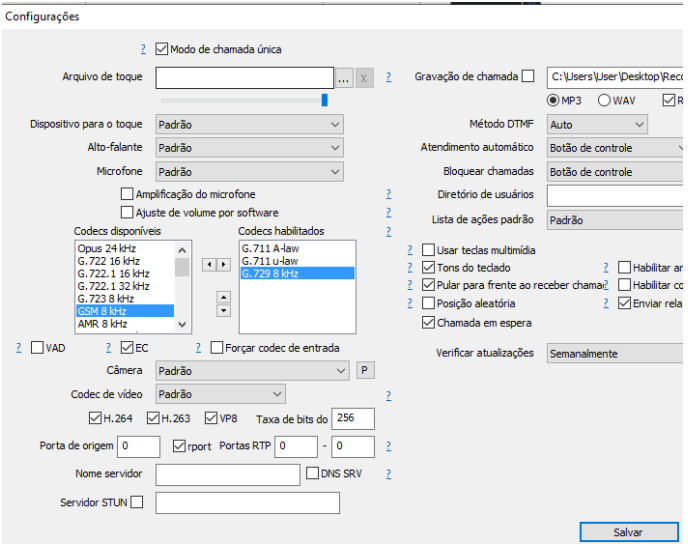 Configurações
? Modo de chamada única
Arquivo de toque ... X ?
Dispositivo para o toque Padrão
Alto-falante Padrão
Microfone Padrão
Amplificação do microfone ?
Ajuste de volume por software ?
Codecs disponíveis Codecs habilitados ?
Opus 24 kHz
G.722 16 kHz
G.722.1 16 kHz
G.722.1 32 kHz
G.723 8 kHz
GSM 8 kHz
AMR 8 kHz
G.711 A-law
G.711 u-law
G.729 8 kHz
? VAD ? EC ? Forçar codec de entrada
Câmera Padrão P
Codec de vídeo Padrão ?
H.264 H.263 VP8 Taxa de bits do 256
Porta de origem 0 rport Portas RTP 0 - 0 ?
Nome servidor DNS SRV ?
Servidor STUN
Gravação de chamada C:\Users\User\Desktop\Reco
MP3 WAV R
Método DTMF Auto
Atendimento automático Botão de controle
Bloquear chamadas Botão de controle
Diretório de usuários
Lista de ações padrão Padrão
? Usar teclas multimídia
? Tons do teclado ? Habilitar ar
? Pular para frente ao receber chamac ? Habilitar co
? Posição aleatória ? Enviar rela
Chamada em espera
Verificar atualizações Semanalmente
Salvar